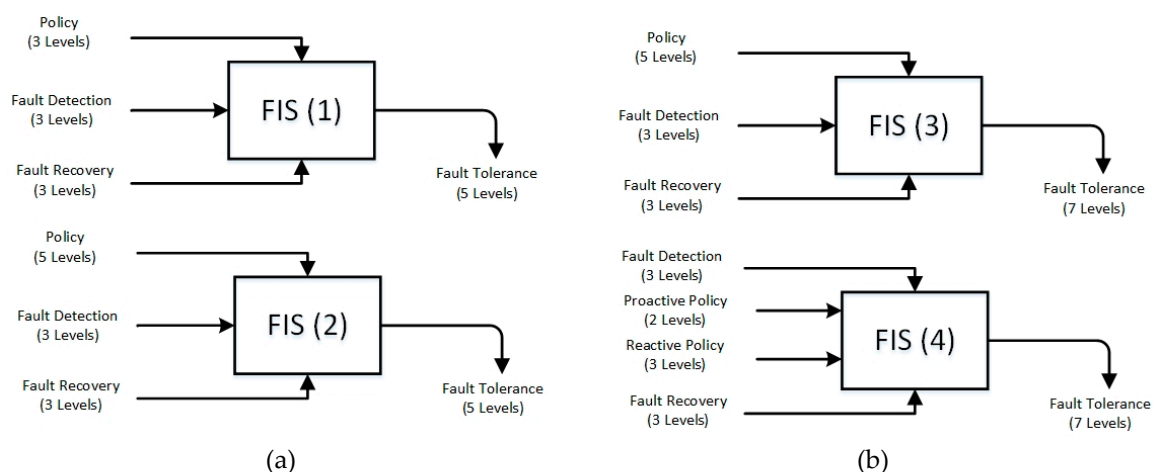 Policy
(3 Levels)
Fault Detection
(3 Levels)
FIS (1)
Fault Recovery
(3 Levels)
Fault Tolerance
(5 Levels)
Policy
(5 Levels)
Fault Detection
(3 Levels)
FIS (2)
Fault Recovery
(3 Levels)
Fault Tolerance
(5 Levels)
(a)
Policy
(5 Levels)
Fault Detection
(3 Levels)
FIS (3)
Fault Recovery
(3 Levels)
Fault Tolerance
(7 Levels)
Fault Detection
(3 Levels)
Proactive Policy
(2 Levels)
Reactive Policy
(3 Levels)
FIS (4)
Fault Recovery
(3 Levels)
Fault Tolerance
(7 Levels)
(b)